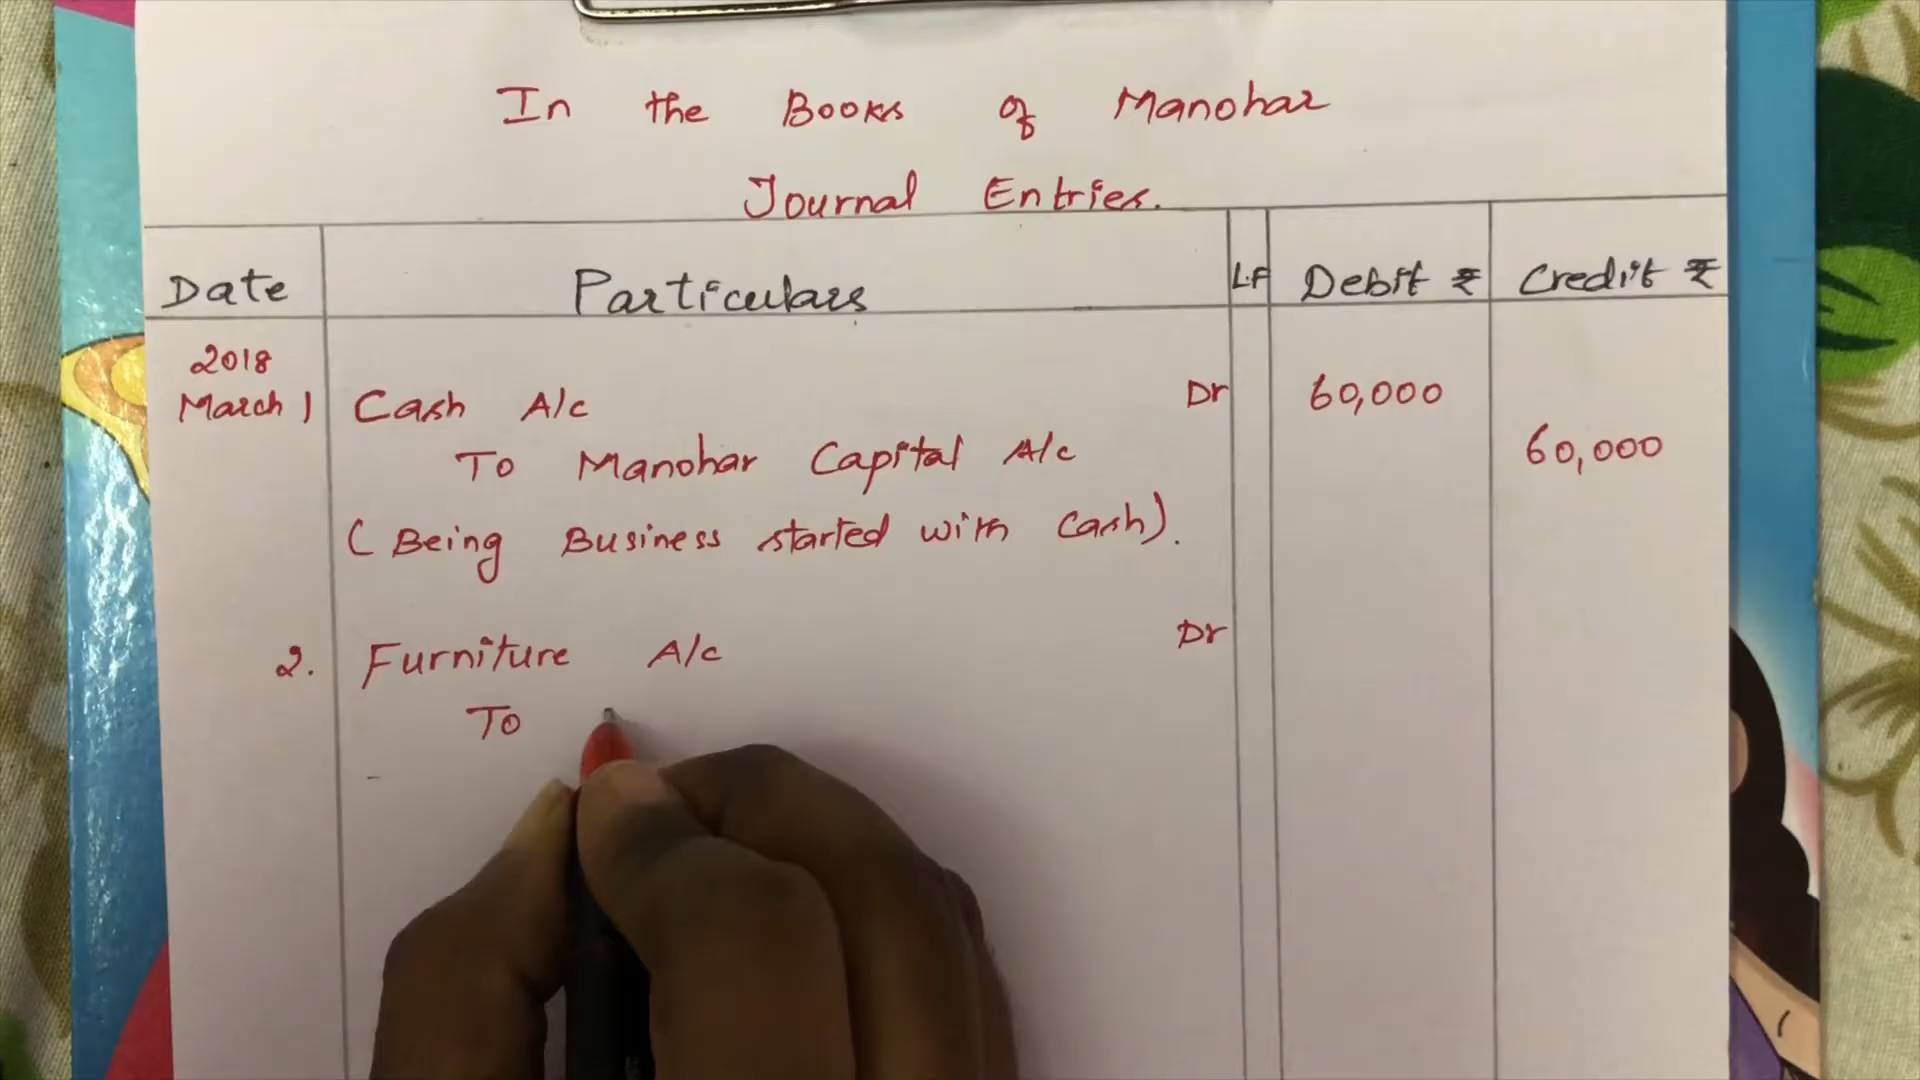 In the Books of Manohar
Journal Entries.
Date Particulars L.F Debit ₹ Credit ₹
2018
March 1 Cash A/c Dr 60,000
To Manohar Capital A/c 60,000
(Being Business started with Cash).
2. Furniture A/c Dr
To